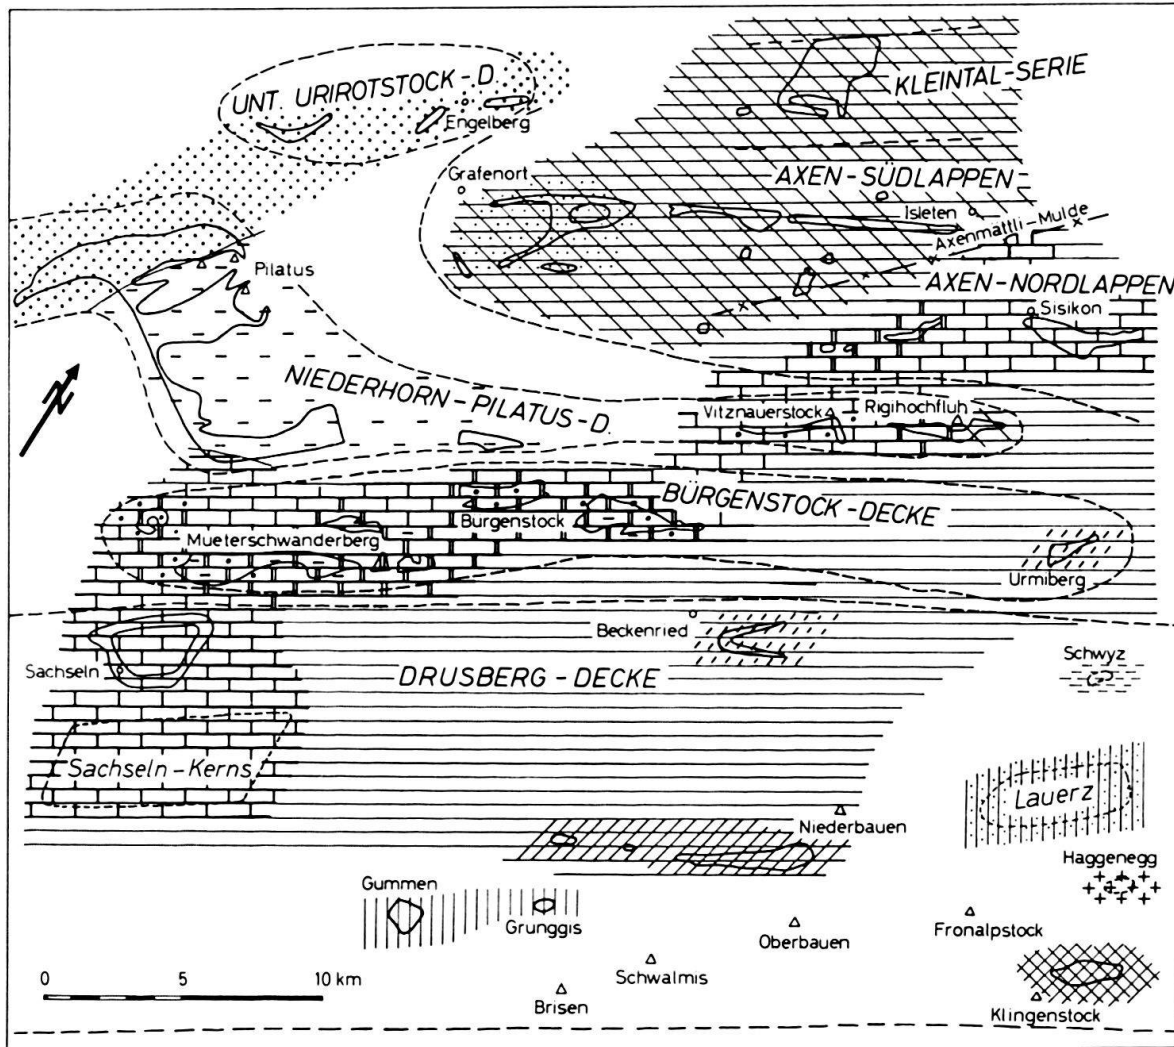 UNT. URIROTSTOCK-D.
Engelberg
KLEINTAL-SERIE
Grafenort
AXEN-SÜDLAPPEN
Isleten
Axenmättli-Mulde
Pilatus
AXEN-NORDLAPPEN
Sisikon
N
NIEDERHORN-PILATUS-D.
Vitznauerstock
Rigihochfluh
BÜRGENSTOCK-DECKE
Bürgenstock
Mueterschwanderberg
Urmiberg
Beckenried
Schwyz
Sachseln
DRUSBERG-DECKE
Sachseln-Kerns
Lauerz
Niederbauen
Haggenegg
Gummen
Grunggis
Oberbauen
Fronalpstock
0 5 10 km
Schwalmis
Brisen
Klingenstock